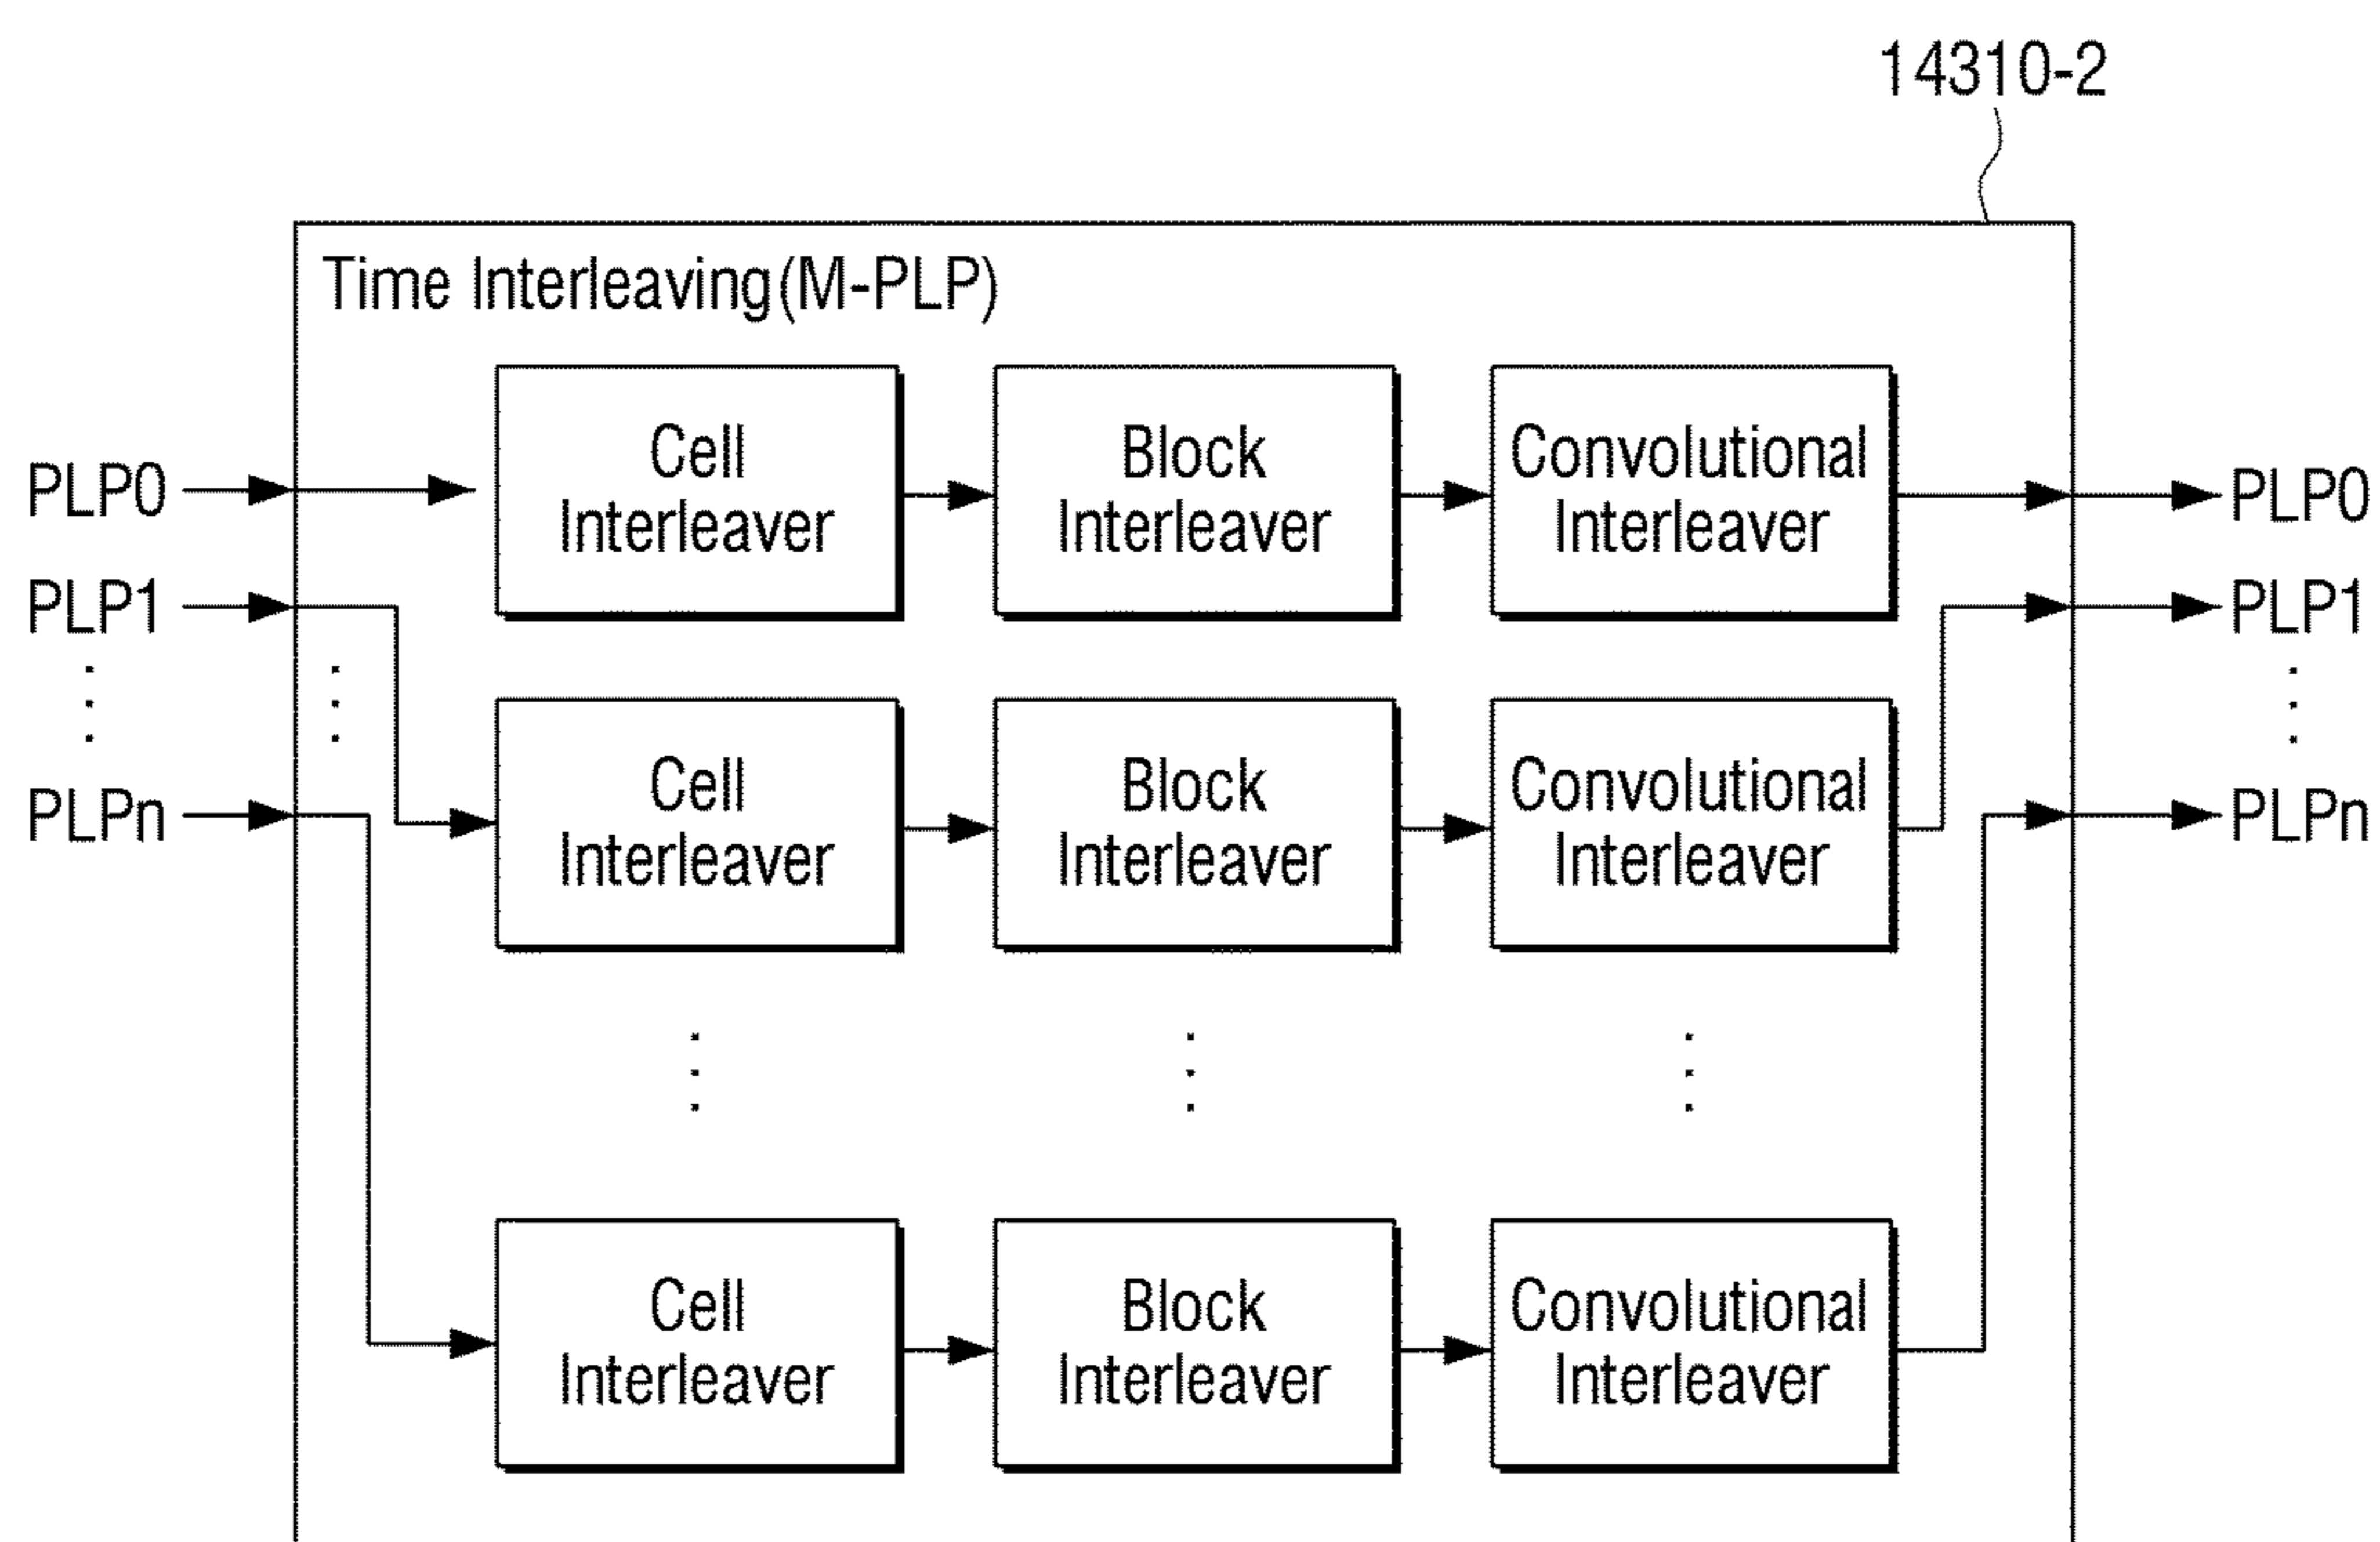 14310-2
Time Interleaving(M-PLP)
Cell
Interleaver
Block
Interleaver
Convolutional
Interleaver
PLP0
PLP0
PLP1
PLP1
Cell
Interleaver
Block
Interleaver
Convolutional
Interleaver
PLPn
PLPn
Cell
Interleaver
Block
Interleaver
Convolutional
Interleaver